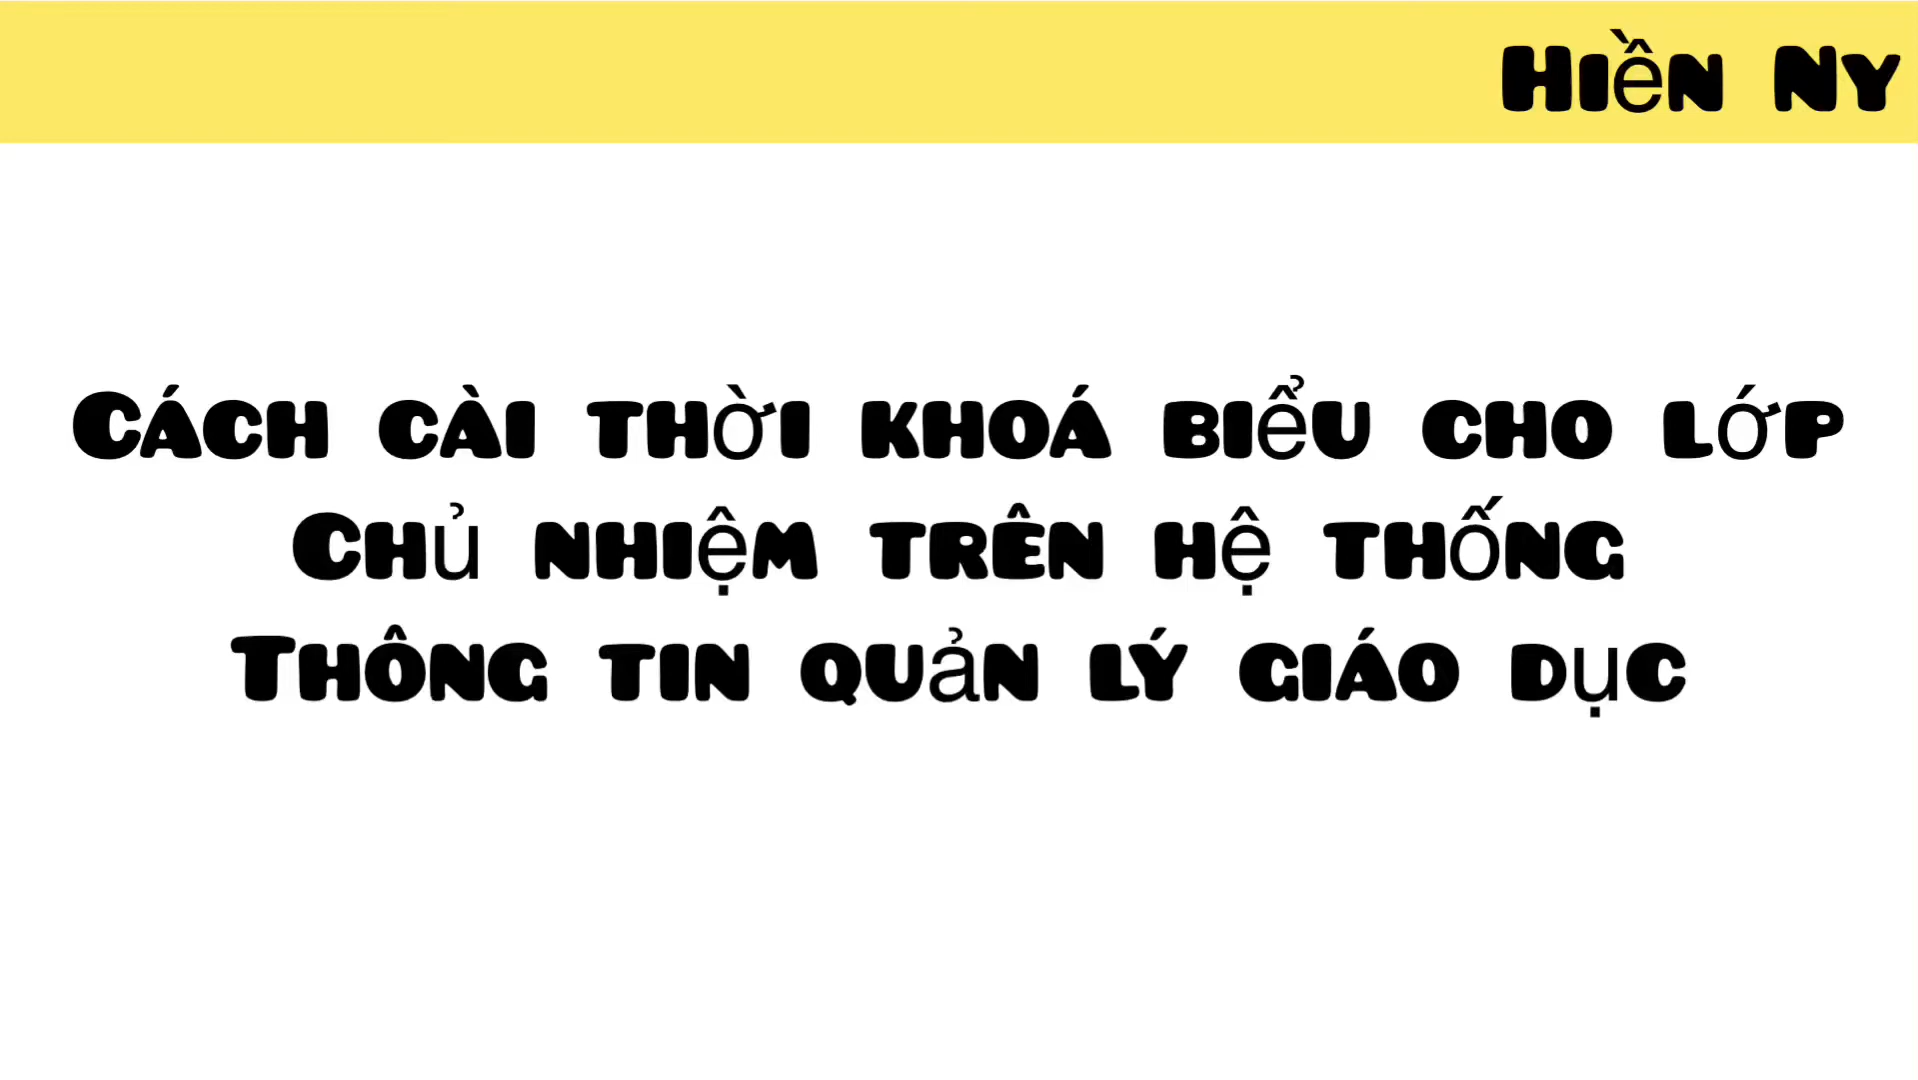 Hiền Ny
Cách cài thời khoá biểu cho lớp
Chủ nhiệm trên hệ thống
Thông tin quản lý giáo dục